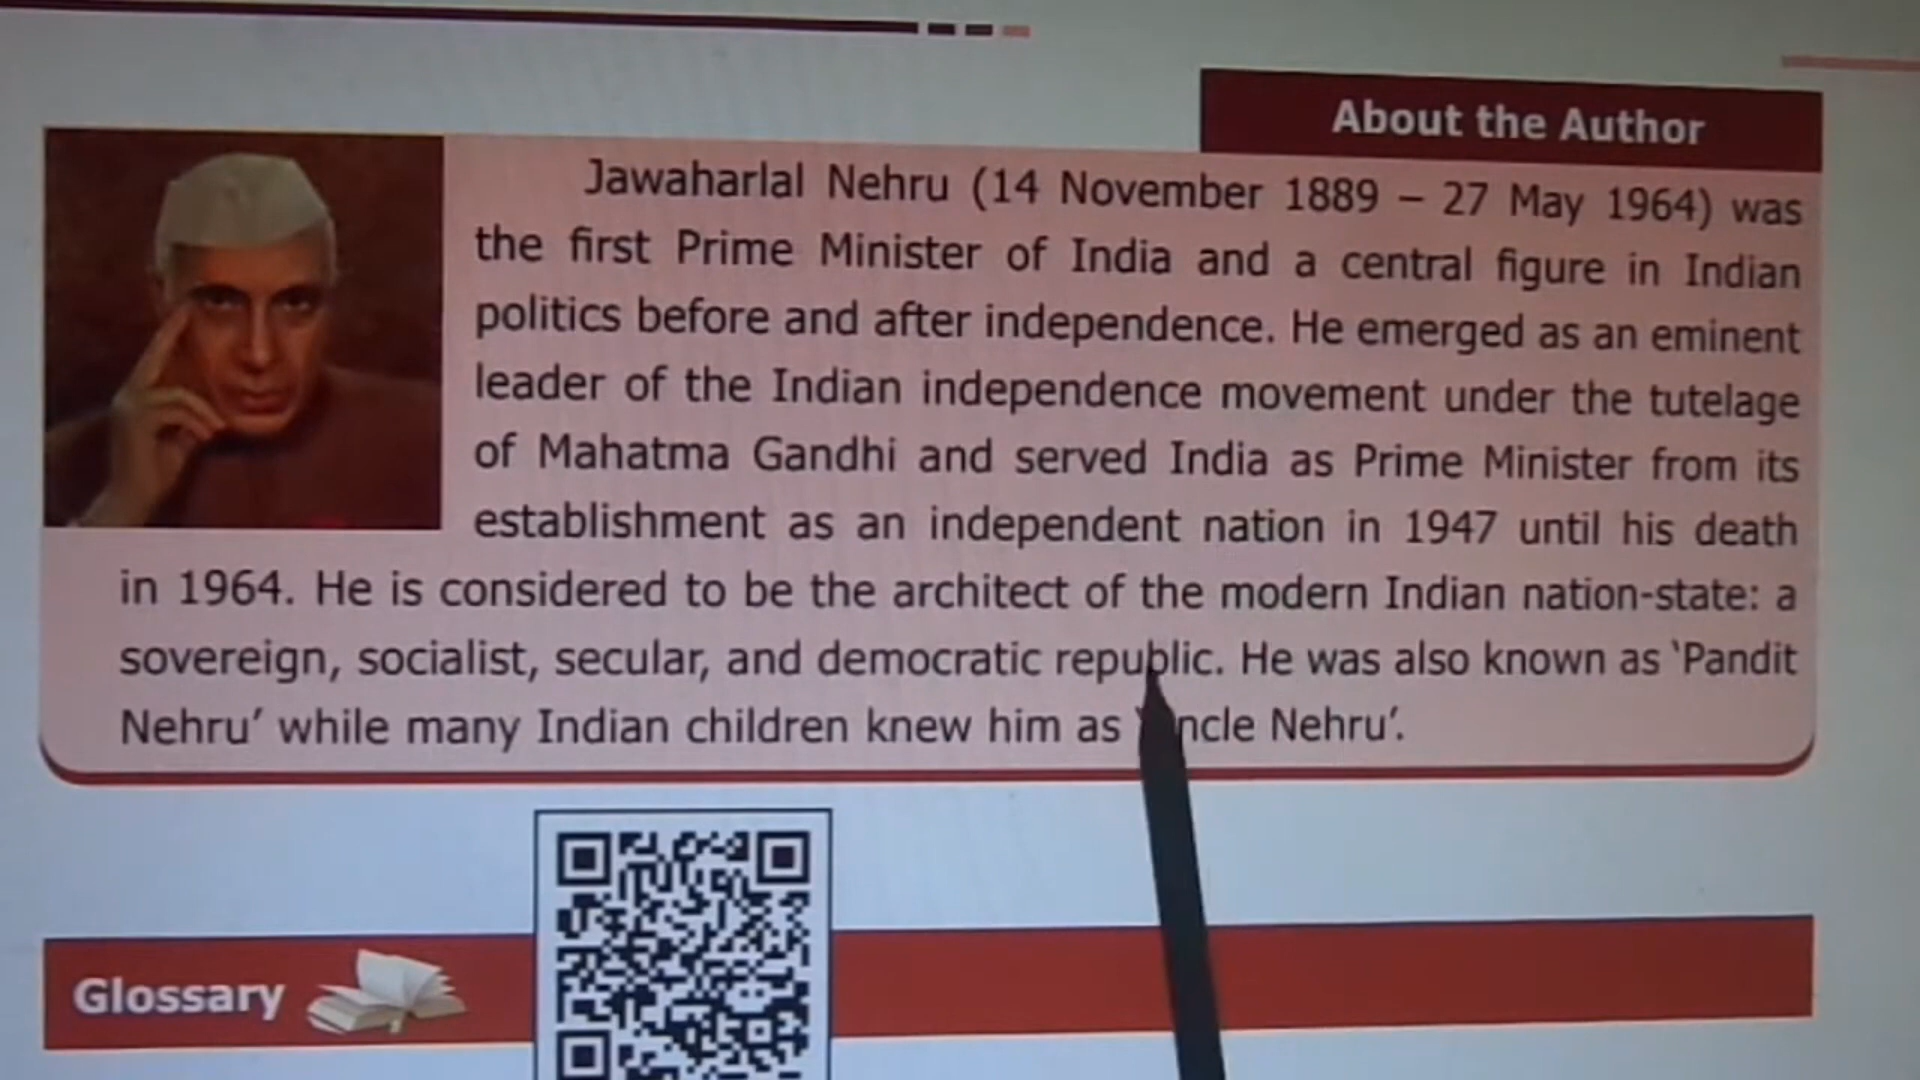 About the Author
Jawaharlal Nehru (14 November 1889 – 27 May 1964) was
the first Prime Minister of India and a central figure in Indian
politics before and after independence. He emerged as an eminent
leader of the Indian independence movement under the tutelage
of Mahatma Gandhi and served India as Prime Minister from its
establishment as an independent nation in 1947 until his death
in 1964. He is considered to be the architect of the modern Indian nation-state: a
sovereign, socialist, secular, and democratic republic. He was also known as ‛Pandit
Nehru’ while many Indian children knew him as ‛ ncle Nehru’.
Glossary